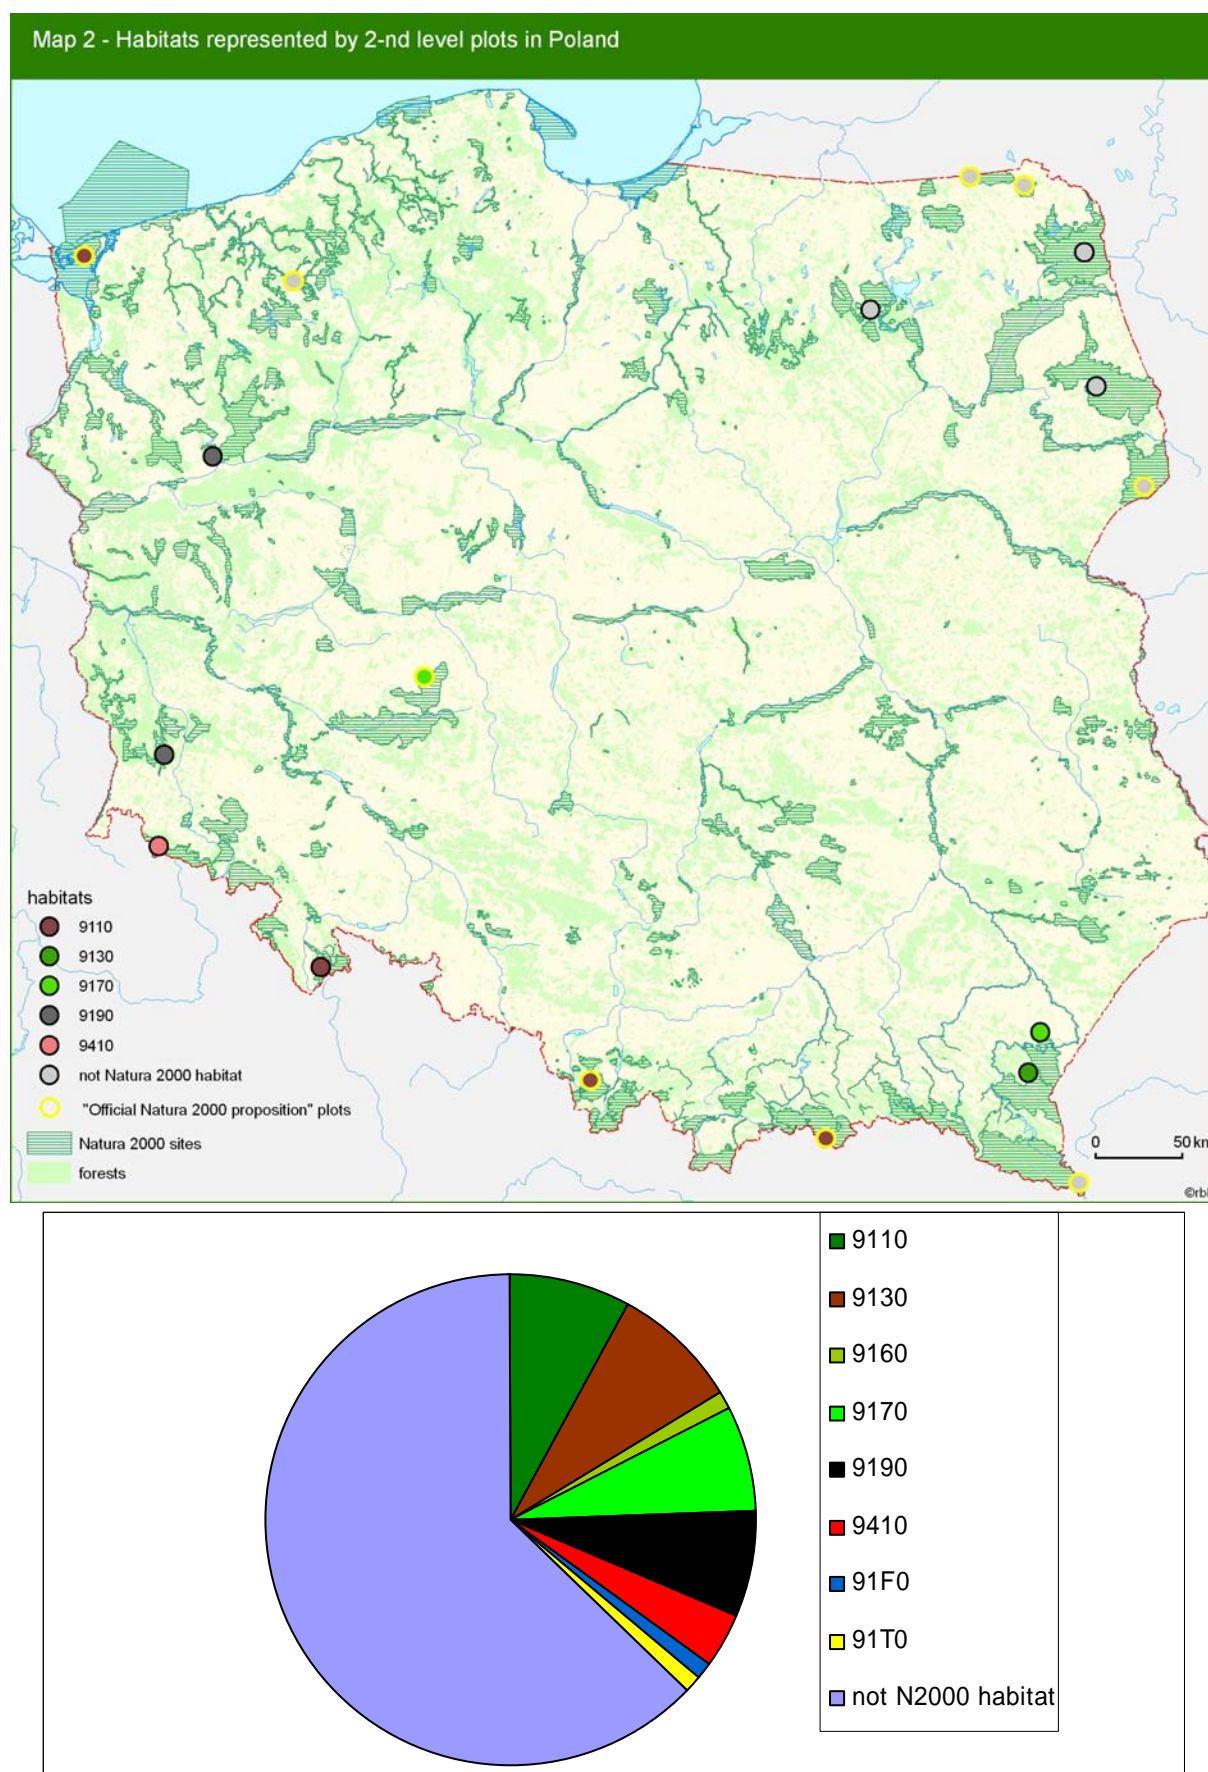 Map 2 - Habitats represented by 2-nd level plots in Poland
habitats
9110
9130
9170
9190
9410
not Natura 2000 habitat
"Official Natura 2000 proposition" plots
Natura 2000 sites
forests
0 50 km
©rbl
9110
9130
9160
9170
9190
9410
91F0
91T0
not N2000 habitat